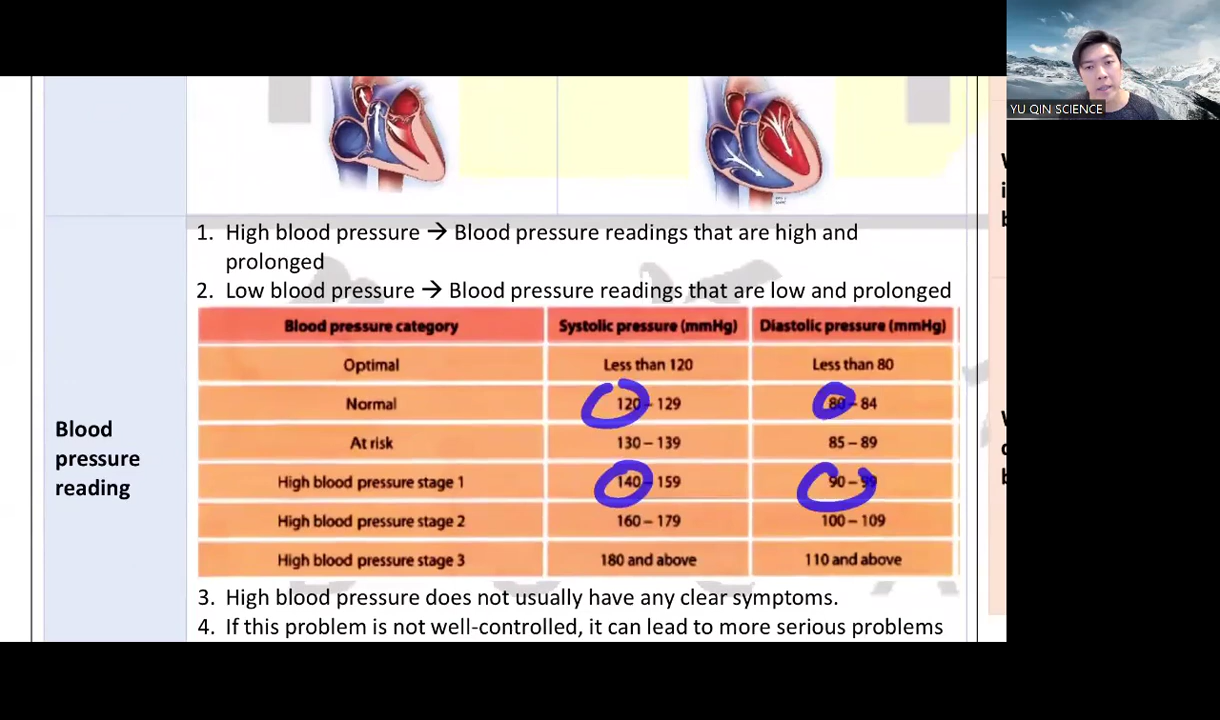 YU QIN SCIENCE
1. High blood pressure → Blood pressure readings that are high and
prolonged
2. Low blood pressure → Blood pressure readings that are low and prolonged
Blood pressure category Systolic pressure (mmHg) Diastolic pressure (mmHg)
Optimal Less than 120 Less than 80
Normal 120 – 129 80 – 84
At risk 130 – 139 85 – 89
High blood pressure stage 1 140 – 159 90 – 99
High blood pressure stage 2 160 – 179 100 – 109
High blood pressure stage 3 180 and above 110 and above
Blood
pressure
reading
3. High blood pressure does not usually have any clear symptoms.
4. If this problem is not well-controlled, it can lead to more serious problems